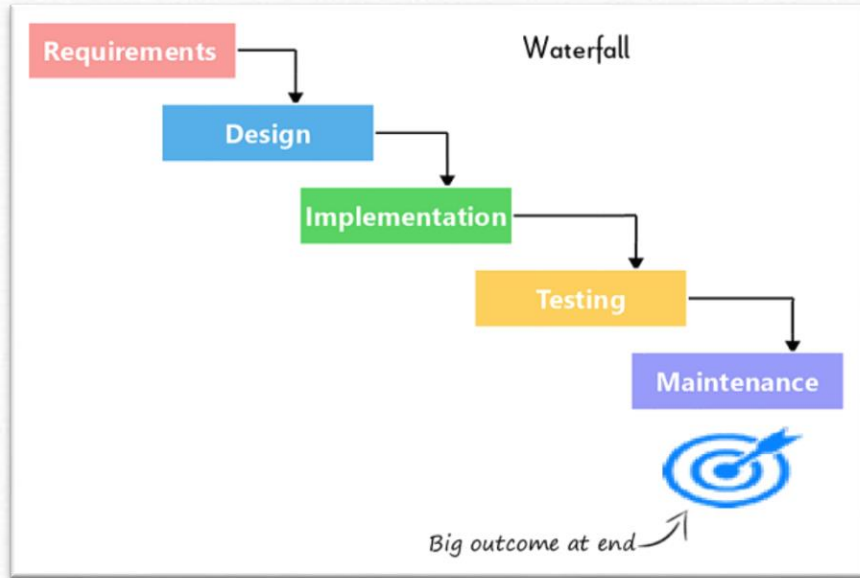 Waterfall
Requirements
Design
Implementation
Testing
Maintenance
Big outcome at end